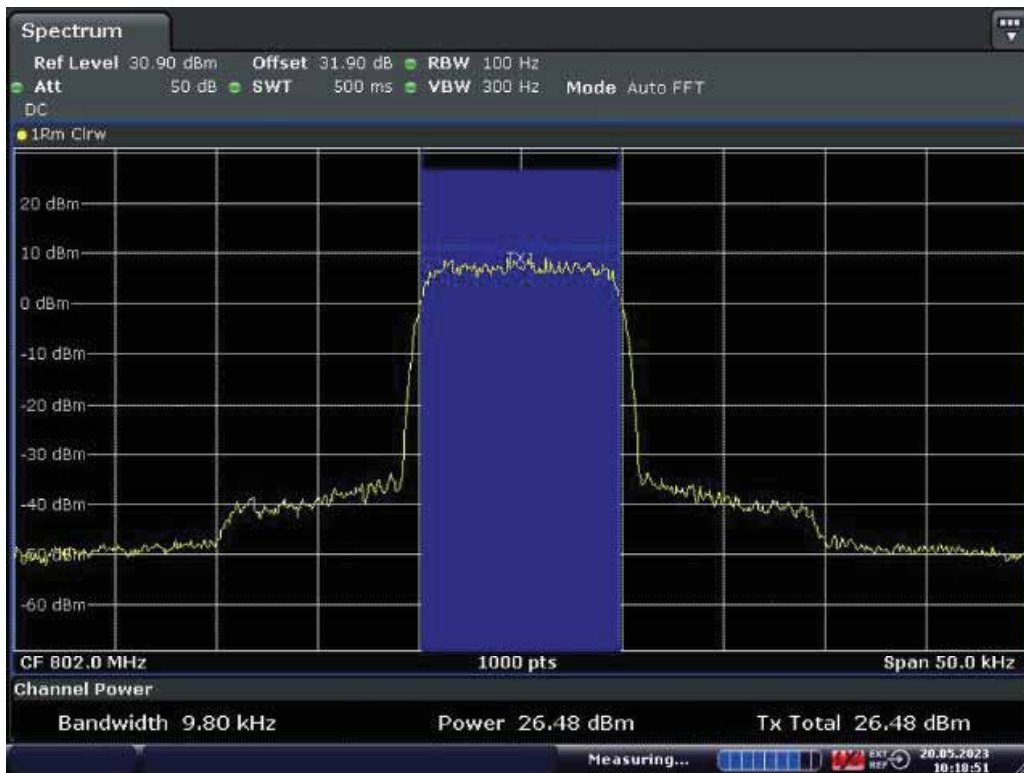 Spectrum
Ref Level 30.90 dBm Offset 31.90 dB RBW 100 Hz
Att 50 dB SWT 500 ms VBW 300 Hz Mode Auto FFT
DC
1Rm Clrw
20 dBm
10 dBm
0 dBm
-10 dBm
-20 dBm
-30 dBm
-40 dBm
-50 dBm
-60 dBm
CF 802.0 MHz 1000 pts Span 50.0 kHz
Channel Power
Bandwidth 9.80 kHz Power 26.48 dBm Tx Total 26.48 dBm
Measuring... EXT REF 20.05.2023
10:18:51